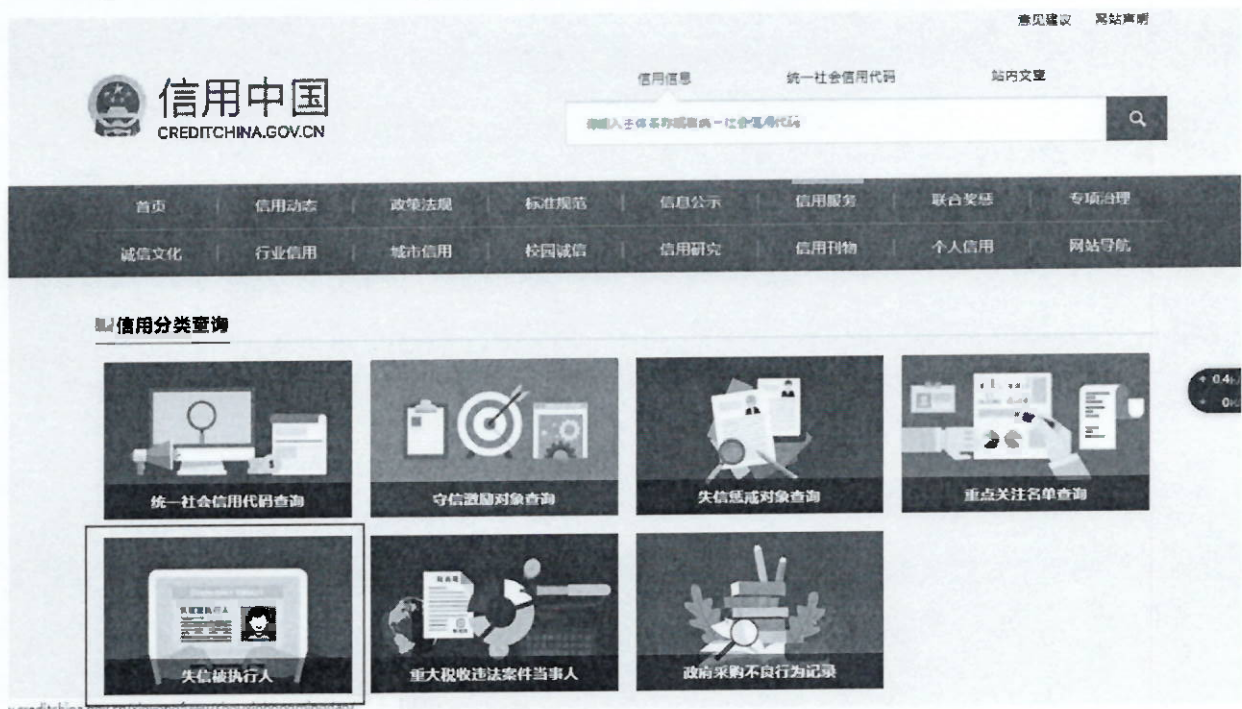 意见建议 网站声明
信用中国
CREDITCHINA.GOV.CN
信用信息 统一社会信用代码 站内文章
首页 信用动态 政策法规 标准规范 信息公示 信用服务 联合奖惩 专项治理
诚信文化 行业信用 城市信用 校园诚信 信用研究 信用刊物 个人信用 网站导航
信用分类查询
统一社会信用代码查询 守信激励对象查询 失信惩戒对象查询 重点关注名单查询
失信被执行人
失信被执行人 重大税收违法案件当事人 政府采购不良行为记录